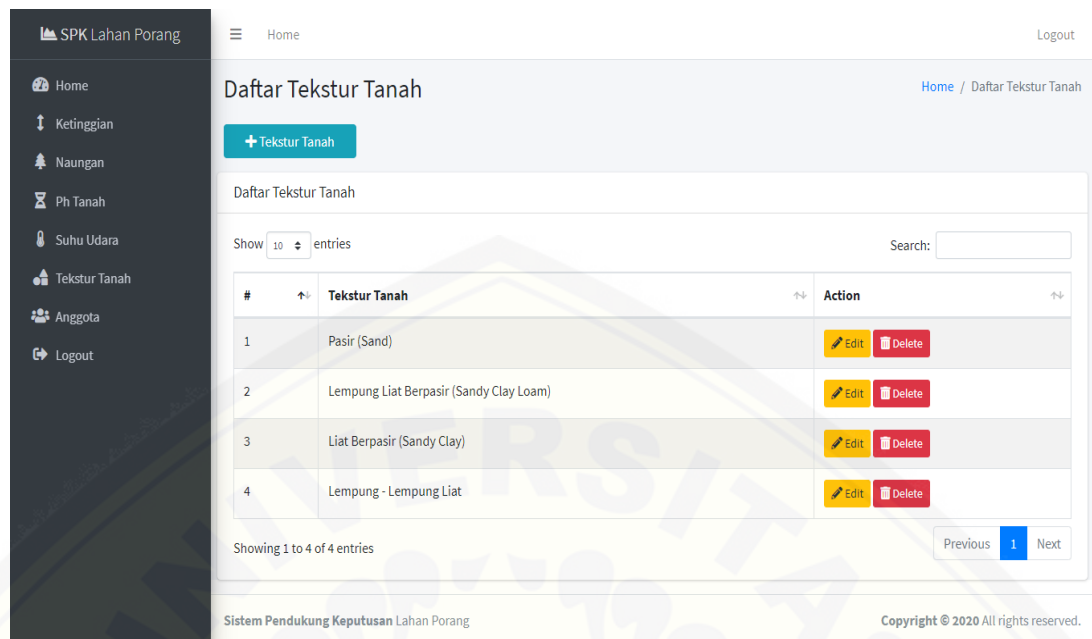 SPK Lahan Porang
Home
Ketinggian
Naungan
Ph Tanah
Suhu Udara
Tekstur Tanah
Anggota
Logout
Home
Logout
Daftar Tekstur Tanah
Home / Daftar Tekstur Tanah
Tekstur Tanah
Daftar Tekstur Tanah
Show 10 entries
Search:
# Tekstur Tanah Action
1 Pasir (Sand) Edit Delete
2 Lempung Liat Berpasir (Sandy Clay Loam) Edit Delete
3 Liat Berpasir (Sandy Clay) Edit Delete
4 Lempung - Lempung Liat Edit Delete
Showing 1 to 4 of 4 entries
Previous 1 Next
Sistem Pendukung Keputusan Lahan Porang
Copyright © 2020 All rights reserved.
NIVERSITA